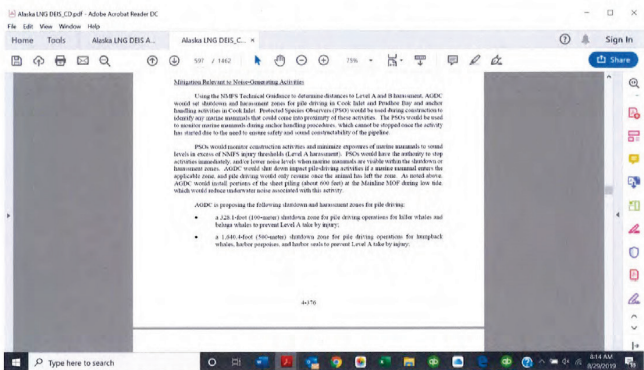 Alaska LNG DEIS_CD.pdf - Adobe Acrobat Reader DC
File Edit View Window Help
Home Tools Alaska LNG DEIS A... Alaska LNG DEIS_C... × Sign In
597 / 1462 75% Share
Mitigation Relevant to Noise-Generating Activities
Using the NMFS Technical Guidance to determine distances to Level A and B harassment, AGDC
would set shutdown and harassment zones for pile driving in Cook Inlet and Prudhoe Bay and anchor
handling activities in Cook Inlet. Protected Species Observers (PSO) would be used during construction to
identify any marine mammals that could come into proximity of these activities. The PSOs would be used
to monitor marine mammals during anchor handling procedures, which cannot be stopped once the activity
has started due to the need to ensure safety and sound constructability of the pipeline.
PSOs would monitor construction activities and minimize exposures of marine mammals to sound
levels in excess of NMFS injury thresholds (Level A harassment). PSOs would have the authority to stop
activities immediately, and/or lower noise levels when marine mammals are visible within the shutdown or
harassment zones. AGDC would shut down impact pile-driving activities if a marine mammal enters the
applicable zone, and pile driving would only resume once the animal has left the zone. As noted above,
AGDC would install portions of the sheet piling (about 600 feet) at the Mainline MOF during low tide
which would reduce underwater noise associated with this activity.
AGDC is proposing the following shutdown and harassment zones for pile driving:
• a 328.1-foot (100-meter) shutdown zone for pile driving operations for killer whales and
beluga whales to prevent Level A take by injury;
• a 1,640.4-foot (500-meter) shutdown zone for pile driving operations for humpback
whales, harbor porpoises, and harbor seals to prevent Level A take by injury;
4-376
Type here to search 4:14 AM
8/29/2019